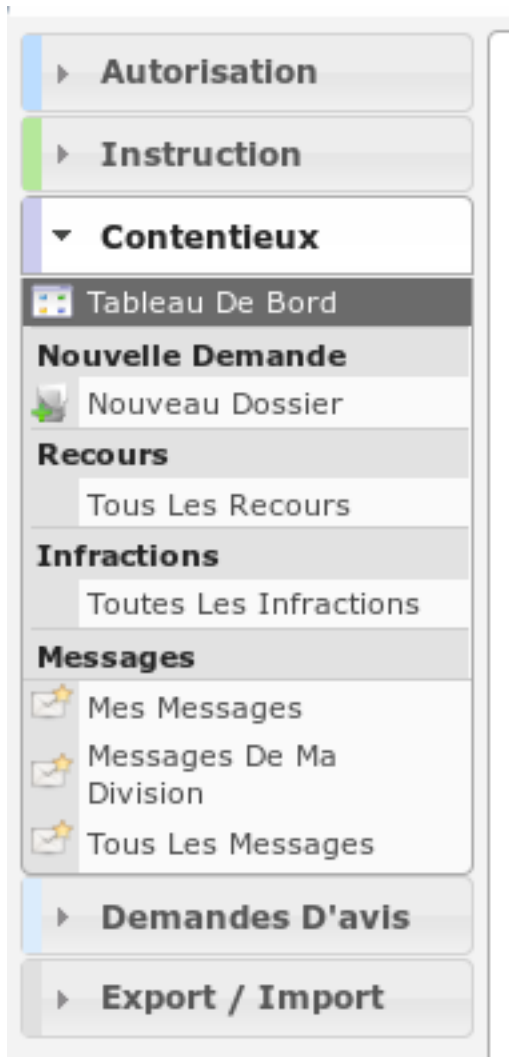 Autorisation
Instruction
Contentieux
Tableau De Bord
Nouvelle Demande
Nouveau Dossier
Recours
Tous Les Recours
Infractions
Toutes Les Infractions
Messages
Mes Messages
Messages De Ma
Division
Tous Les Messages
Demandes D'avis
Export / Import